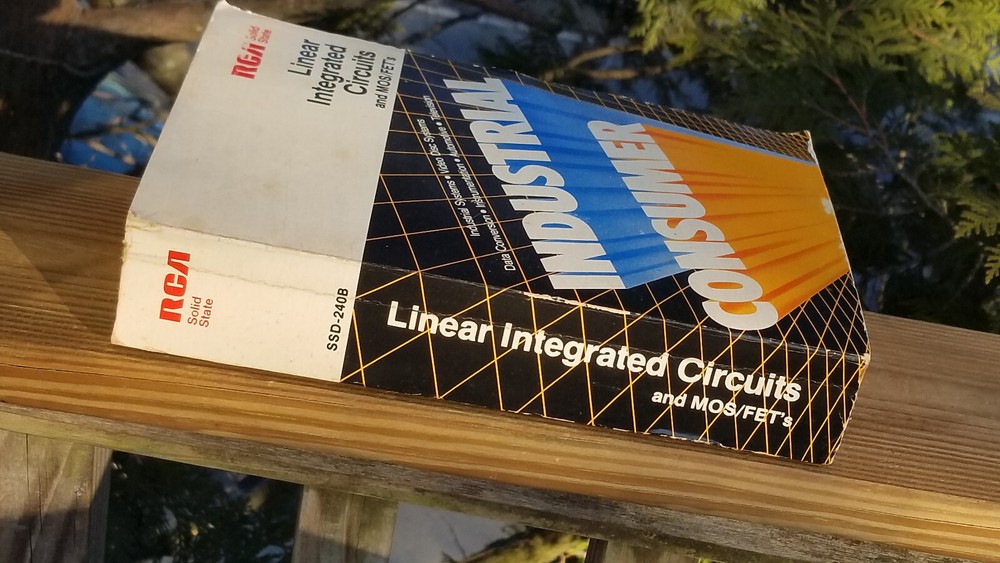 RCA Solid
State
Linear
Integrated
Circuits
and MOS/FET's
Industrial Systems • Video Disc Systems
Data Conversion • Instrumentation • Automotive • Television
INDUSTRIAL
CONSUMER
RCA
Solid
State
SSD-240B
Linear Integrated Circuits
and MOS/FET's